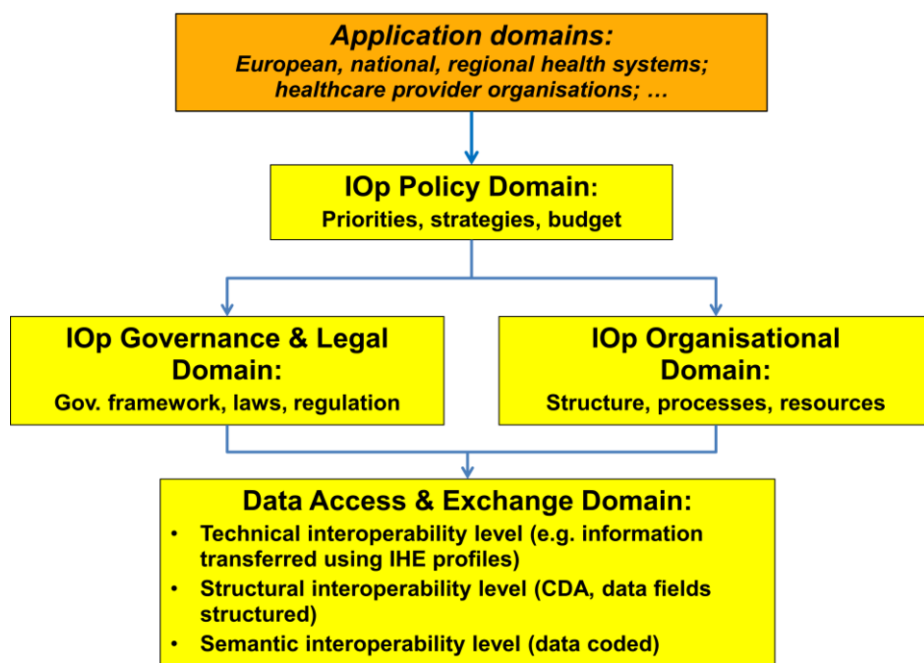 Application domains:
European, national, regional health systems;
healthcare provider organisations; …
IOp Policy Domain:
Priorities, strategies, budget
IOp Governance & Legal
Domain:
Gov. framework, laws, regulation
IOp Organisational
Domain:
Structure, processes, resources
Data Access & Exchange Domain:
• Technical interoperability level (e.g. information
transferred using IHE profiles)
• Structural interoperability level (CDA, data fields
structured)
• Semantic interoperability level (data coded)